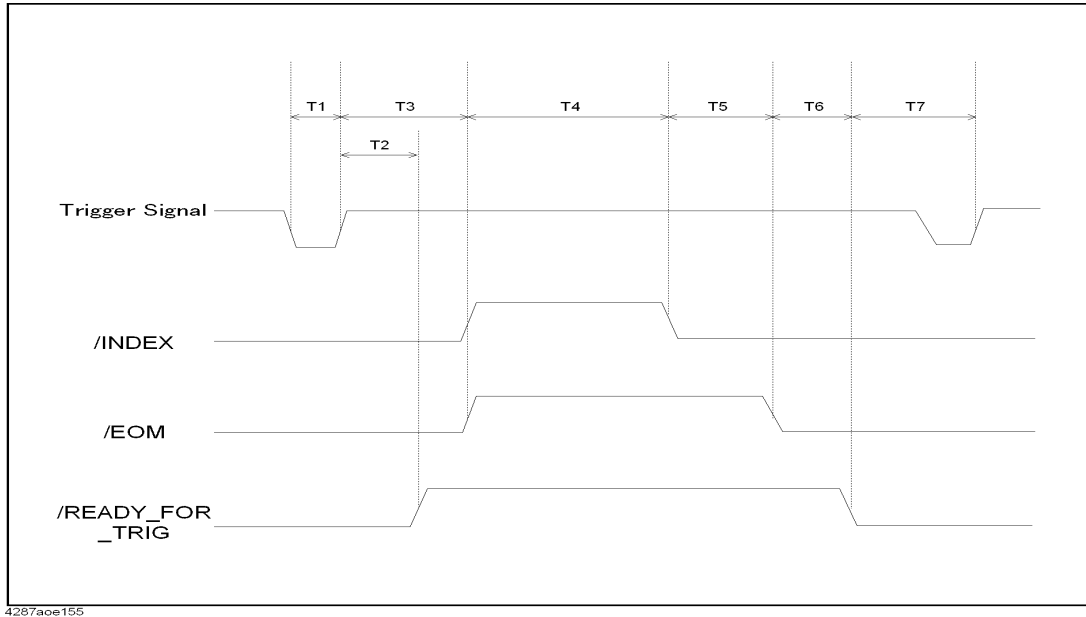 T1
T3
T4
T5
T6
T7
T2
Trigger Signal
/INDEX
/EOM
/READY_FOR
_TRIG
4287aoe155